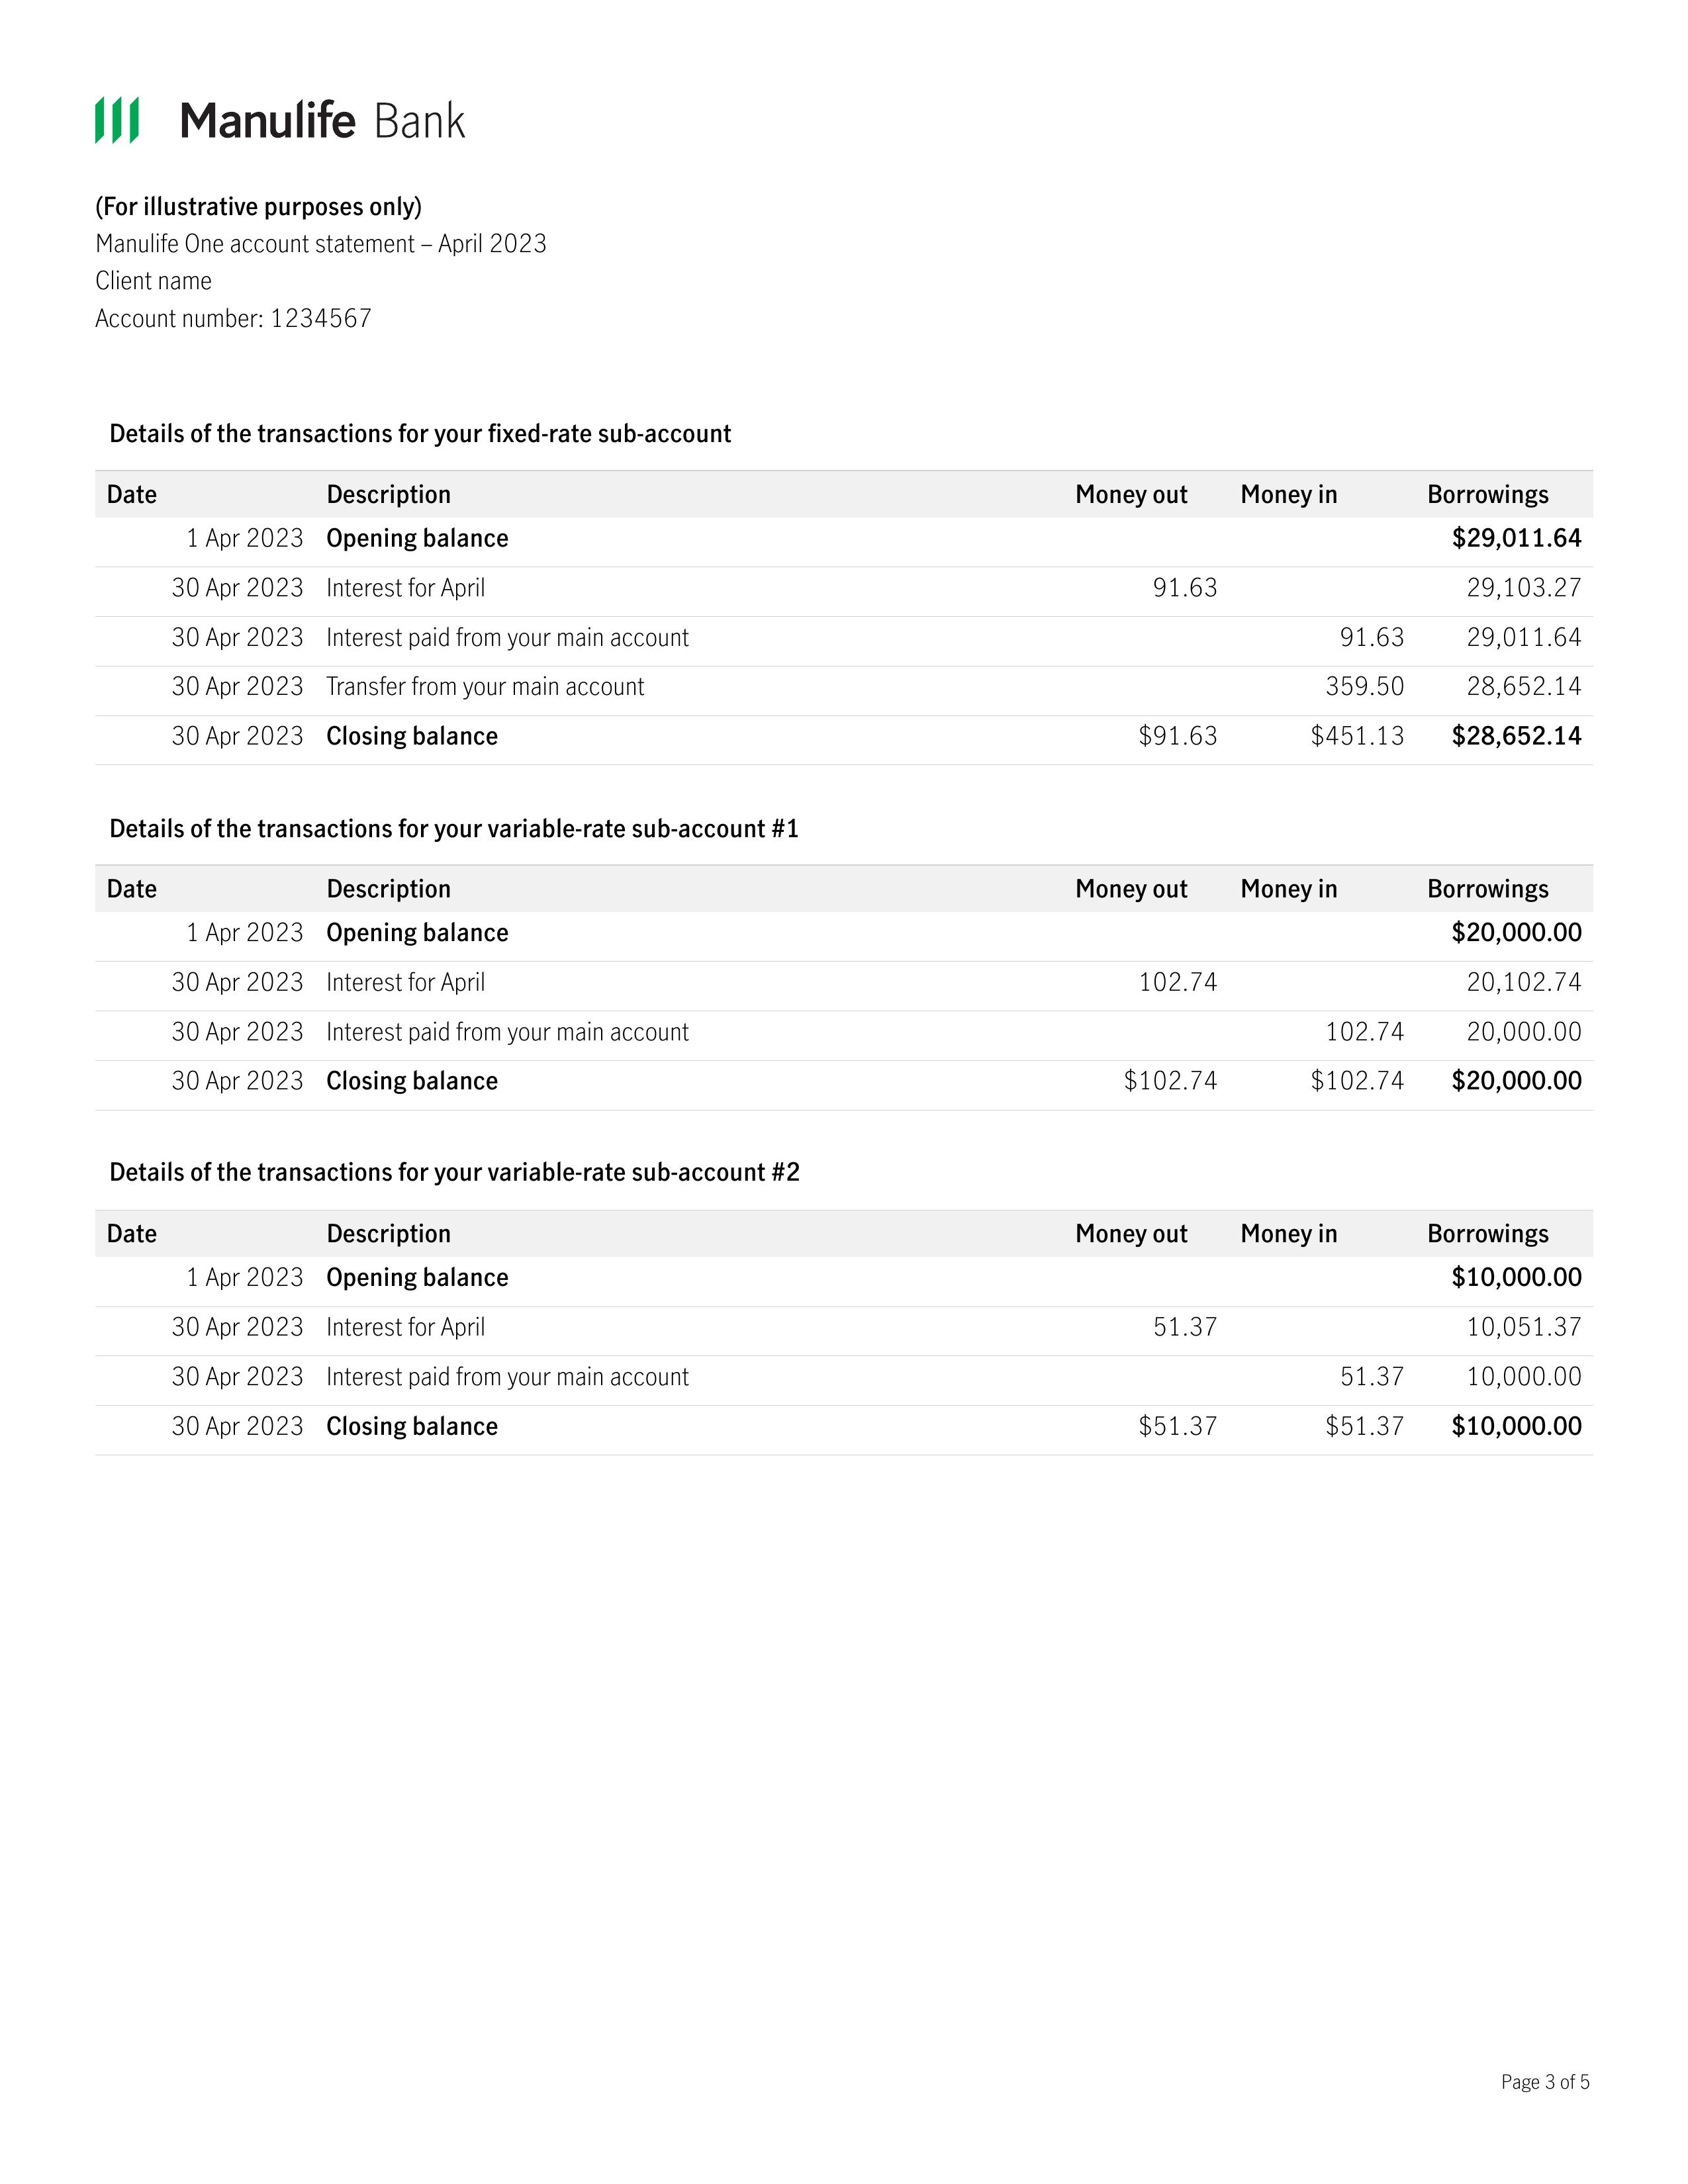 Manulife Bank
(For illustrative purposes only)
Manulife One account statement – April 2023
Client name
Account number: 1234567
Details of the transactions for your fixed-rate sub-account
Date Description Money out Money in Borrowings
1 Apr 2023 Opening balance $29,011.64
30 Apr 2023 Interest for April 91.63 29,103.27
30 Apr 2023 Interest paid from your main account 91.63 29,011.64
30 Apr 2023 Transfer from your main account 359.50 28,652.14
30 Apr 2023 Closing balance $91.63 $451.13 $28,652.14
Details of the transactions for your variable-rate sub-account #1
Date Description Money out Money in Borrowings
1 Apr 2023 Opening balance $20,000.00
30 Apr 2023 Interest for April 102.74 20,102.74
30 Apr 2023 Interest paid from your main account 102.74 20,000.00
30 Apr 2023 Closing balance $102.74 $102.74 $20,000.00
Details of the transactions for your variable-rate sub-account #2
Date Description Money out Money in Borrowings
1 Apr 2023 Opening balance $10,000.00
30 Apr 2023 Interest for April 51.37 10,051.37
30 Apr 2023 Interest paid from your main account 51.37 10,000.00
30 Apr 2023 Closing balance $51.37 $51.37 $10,000.00
Page 3 of 5